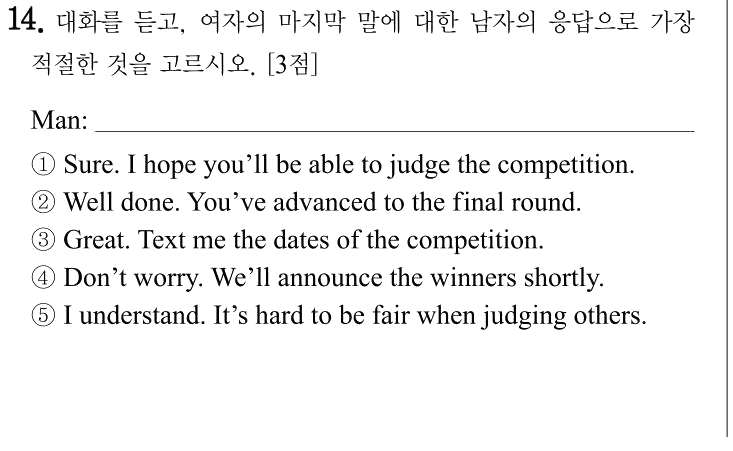 14. 대화를 듣고, 여자의 마지막 말에 대한 남자의 응답으로 가장
적절한 것을 고르시오. [3점]
Man: ________________________________________
① Sure. I hope you’ll be able to judge the competition.
② Well done. You’ve advanced to the final round.
③ Great. Text me the dates of the competition.
④ Don’t worry. We’ll announce the winners shortly.
⑤ I understand. It’s hard to be fair when judging others.